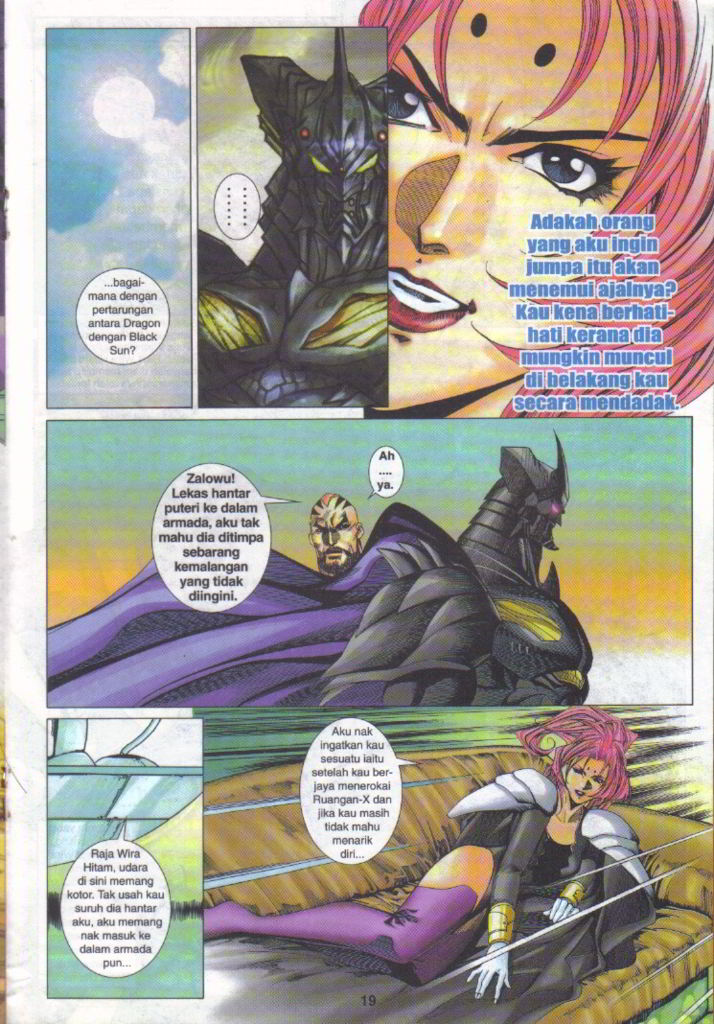 ...bagai-
mana dengan
pertarungan
antara Dragon
dengan Black
Sun?
......
Adakah orang
yang aku ingin
jumpa itu akan
menemui ajalnya?
Kau kena berhati-
hati kerana dia
mungkin muncul
di belakang kau
secara mendadak.
Zalowu!
Lekas hantar
puteri ke dalam
armada, aku tak
mahu dia ditimpa
sebarang
kemalangan
yang tidak
diingini.
Ah
....
ya.
Raja Wira
Hitam, udara
di sini memang
kotor. Tak usah kau
suruh dia hantar
aku, aku memang
nak masuk ke
dalam armada
pun...
Aku nak
ingatkan kau
sesuatu iaitu
setelah kau ber-
jaya menerokai
Ruangan-X dan
jika kau masih
tidak mahu
menarik
diri...
19